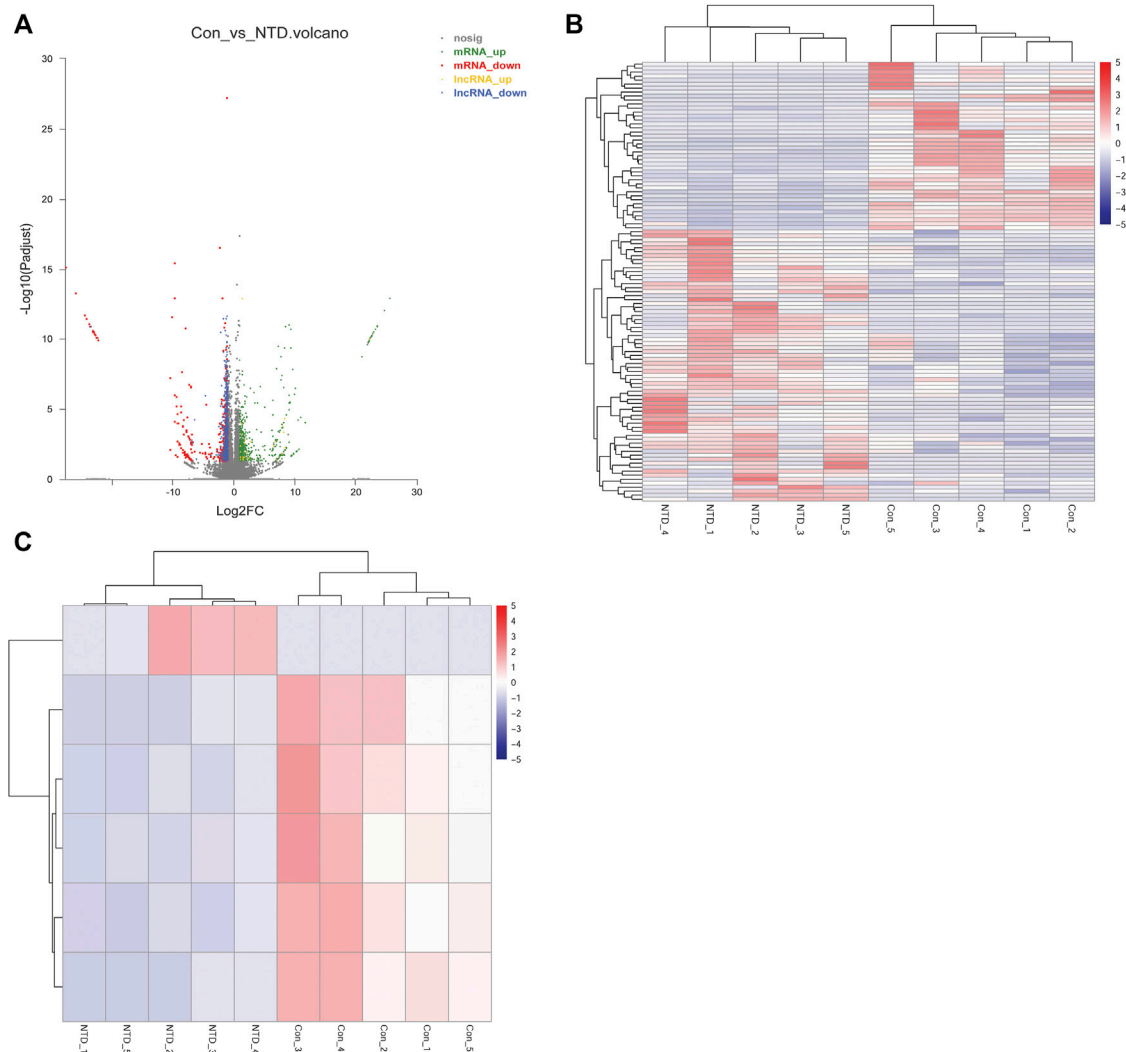 A
Con_vs_NTD.volcano
nosig
mRNA_up
mRNA_down
lncRNA_up
lncRNA_down
30
25
20
15
10
5
0
-Log10(Padjust)
-10
0
10
20
30
Log2FC
B
5
4
3
2
1
0
−1
−2
−3
−4
−5
NTD_4
NTD_1
NTD_2
NTD_3
NTD_5
Con_5
Con_3
Con_4
Con_1
Con_2
C
5
4
3
2
1
0
−1
−2
−3
−4
−5
NTD_1
NTD_5
NTD_2
NTD_3
NTD_4
Con_3
Con_4
Con_2
Con_1
Con_5